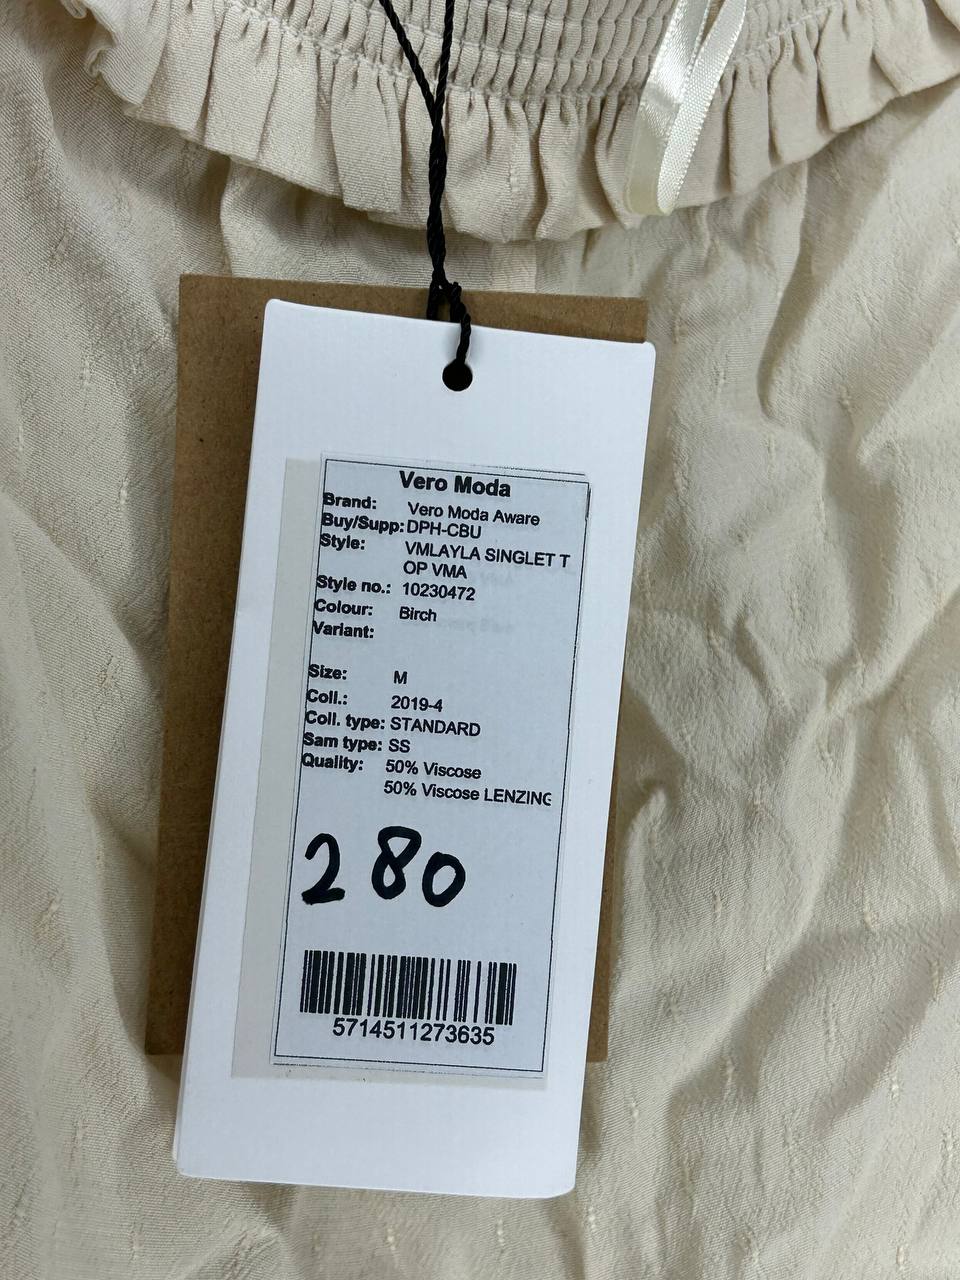 Vero Moda
Brand: Vero Moda Aware
Buy/Supp: DPH-CBU
Style: VMLAYLA SINGLET T
OP VMA
Style no.: 10230472
Colour: Birch
Variant:
Size: M
Coll.: 2019-4
Coll. type: STANDARD
Sam type: SS
Quality: 50% Viscose
50% Viscose LENZING
280
5714511273635